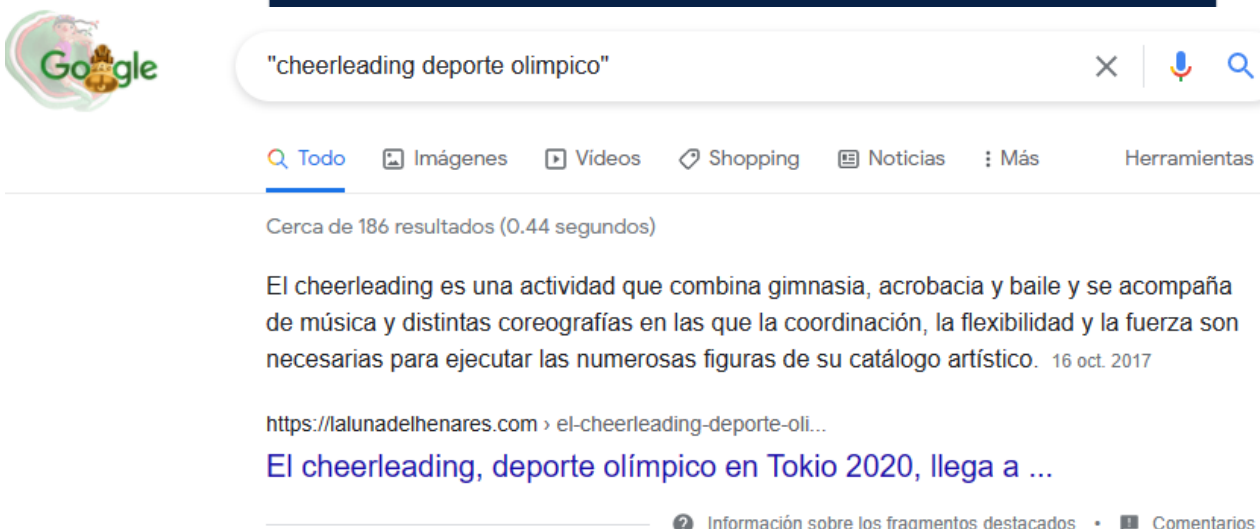 Google
"cheerleading deporte olimpico"
Todo Imágenes Vídeos Shopping Noticias Más Herramientas
Cerca de 186 resultados (0.44 segundos)
El cheerleading es una actividad que combina gimnasia, acrobacia y baile y se acompaña
de música y distintas coreografías en las que la coordinación, la flexibilidad y la fuerza son
necesarias para ejecutar las numerosas figuras de su catálogo artístico. 16 oct. 2017
https://lalunadelhenares.com › el-cheerleading-deporte-oli...
El cheerleading, deporte olímpico en Tokio 2020, llega a ...
Información sobre los fragmentos destacados • Comentarios